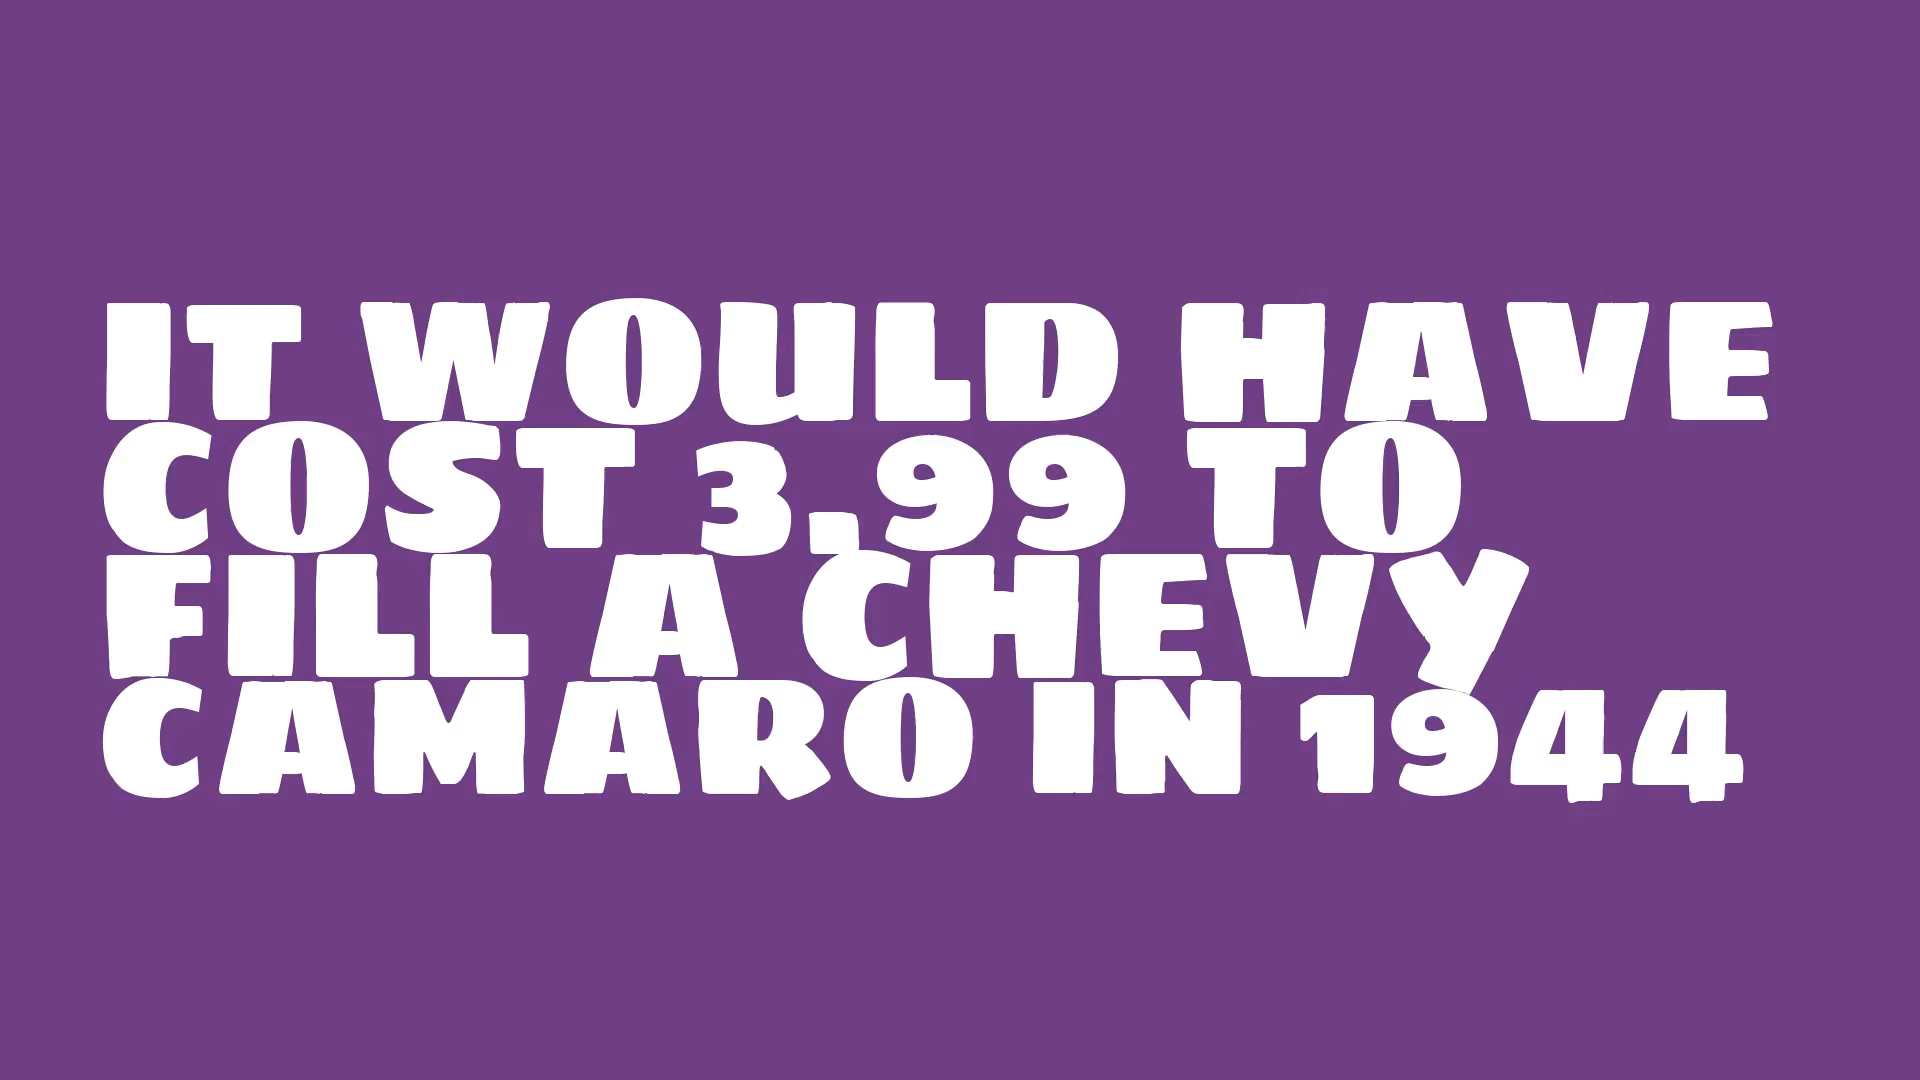 IT WOULD HAVE
COST 3.99 TO
FILL A CHEVY
CAMARO IN 1944